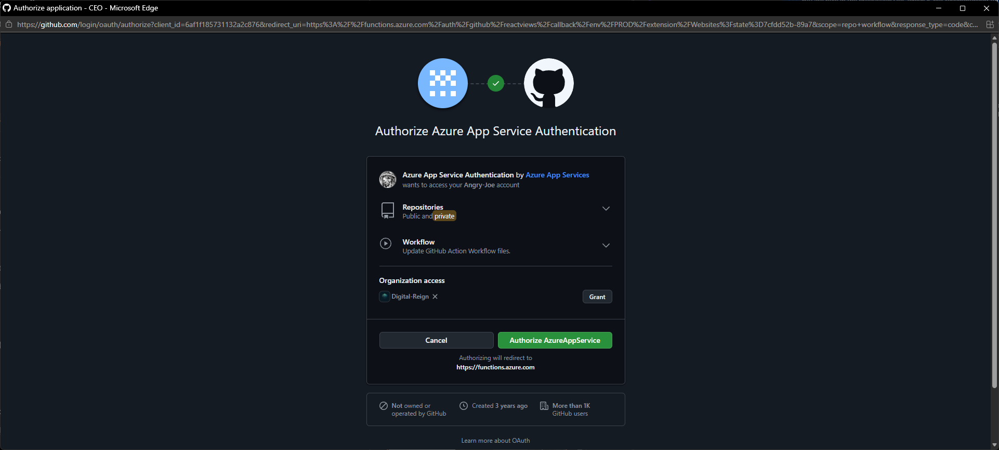 Authorize application - CEO - Microsoft Edge
https://github.com/login/oauth/authorize?client_id=6af1f185731132a2c876&redirect_uri=https%3A%2F%2Ffunctions.azure.com%2Fauth%2Fgithub%2Freactviews%2Fcallback%2Fenv%2FPROD%2Fextension%2FWebsites%3Fstate%3D7cfdd52b-89a7&scope=repo+workflow&response_type=code&c...
Authorize Azure App Service Authentication
Azure App Service Authentication by Azure App Services
wants to access your Angry-Joe account
Repositories
Public and private
Workflow
Update GitHub Action Workflow files.
Organization access
Digital-Reign
Grant
Cancel
Authorize AzureAppService
Authorizing will redirect to
https://functions.azure.com
Not owned or
operated by GitHub
Created 3 years ago
More than 1K
GitHub users
Learn more about OAuth